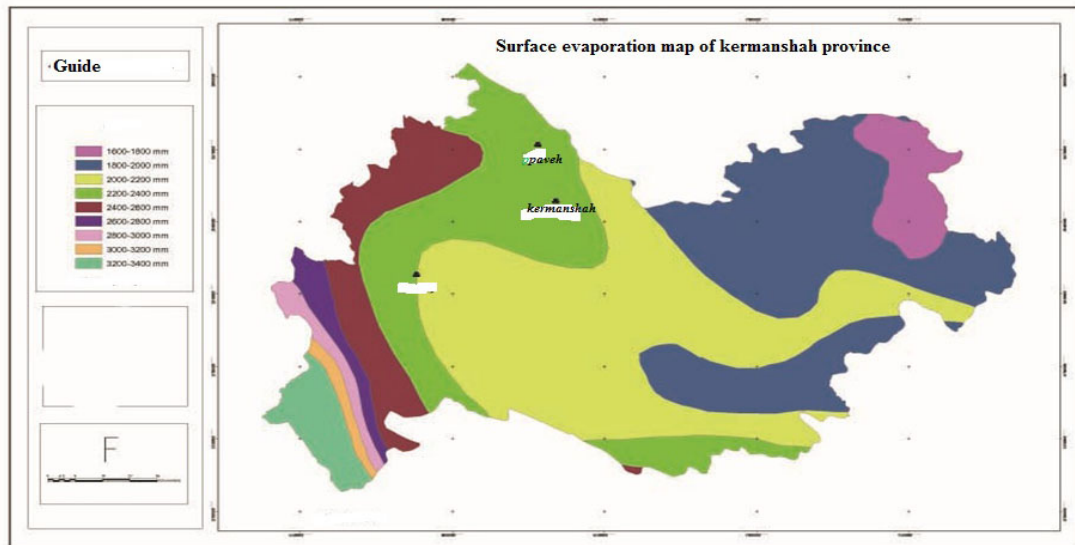 Surface evaporation map of kermanshah province
Guide
1600-1800 mm
1800-2000 mm
2000-2200 mm
2200-2400 mm
2400-2600 mm
2600-2800 mm
2800-3000 mm
3000-3200 mm
3200-3400 mm
ppaveh
kermanshah
F